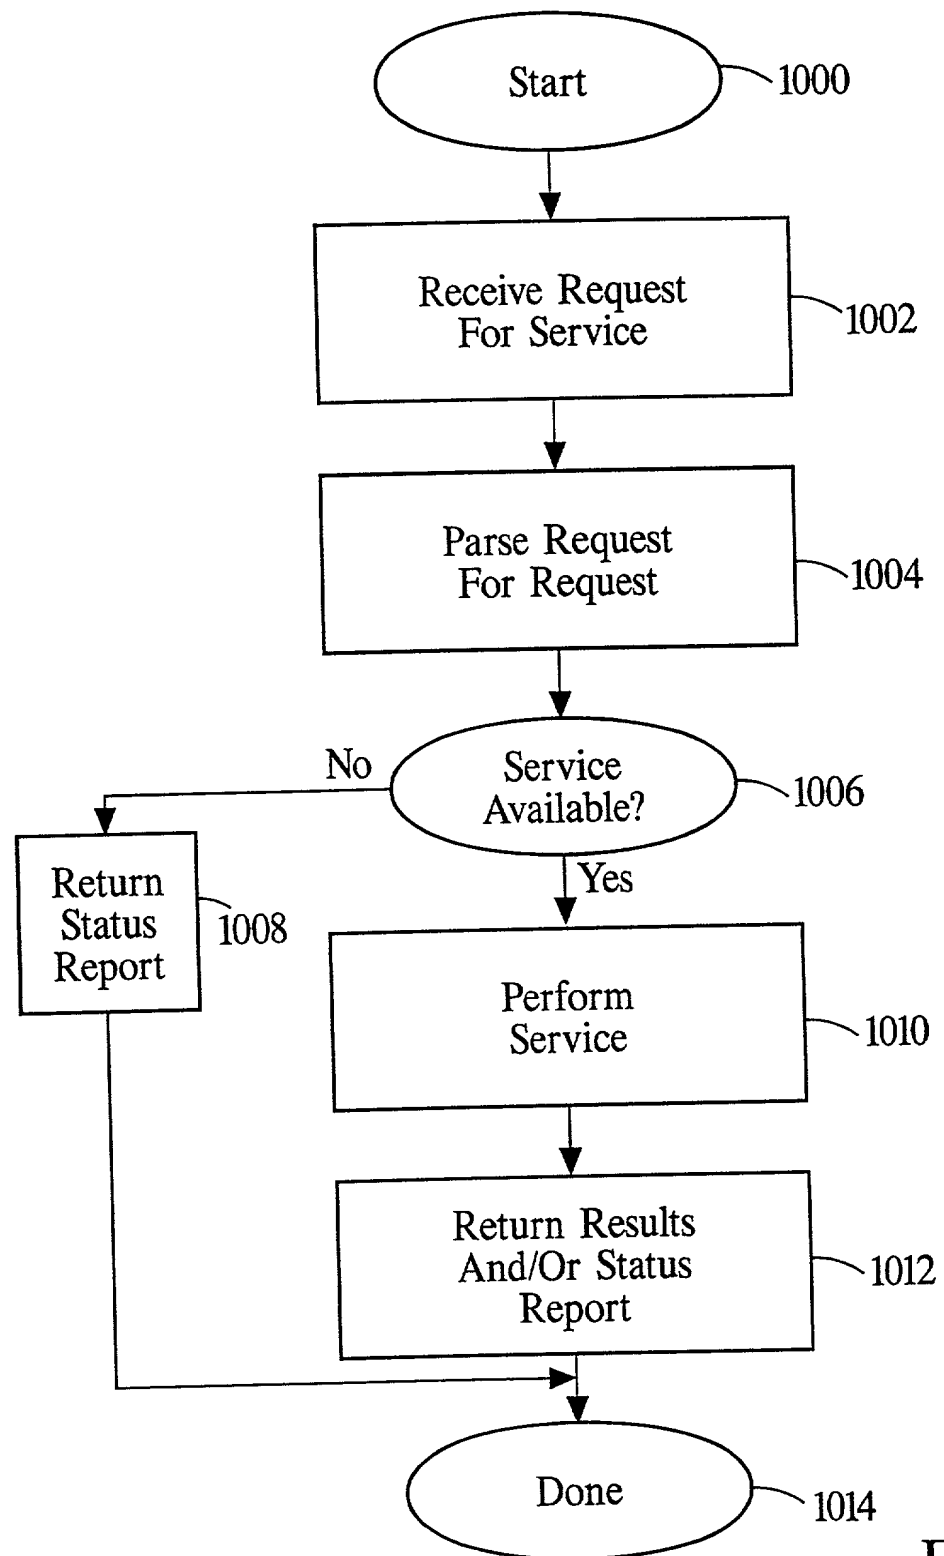 Start
1000
Receive Request
For Service
1002
Parse Request
For Request
1004
No
Service
Available?
1006
Yes
Return
Status
Report
1008
Perform
Service
1010
Return Results
And/Or Status
Report
1012
Done
1014